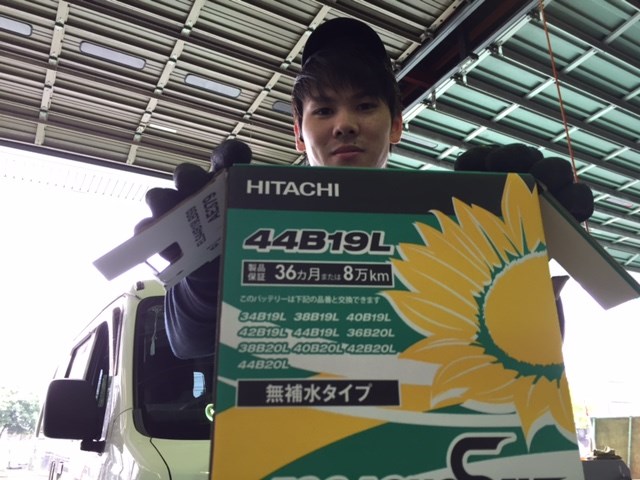 HITACHI
44B19L
製品保証 36ヵ月または8万km
このバッテリーは下記の品番と交換できます
34B19L 38B19L 40B19L
42B19L 44B19L 36B20L
38B20L 40B20L 42B20L
44B20L
無補水タイプ